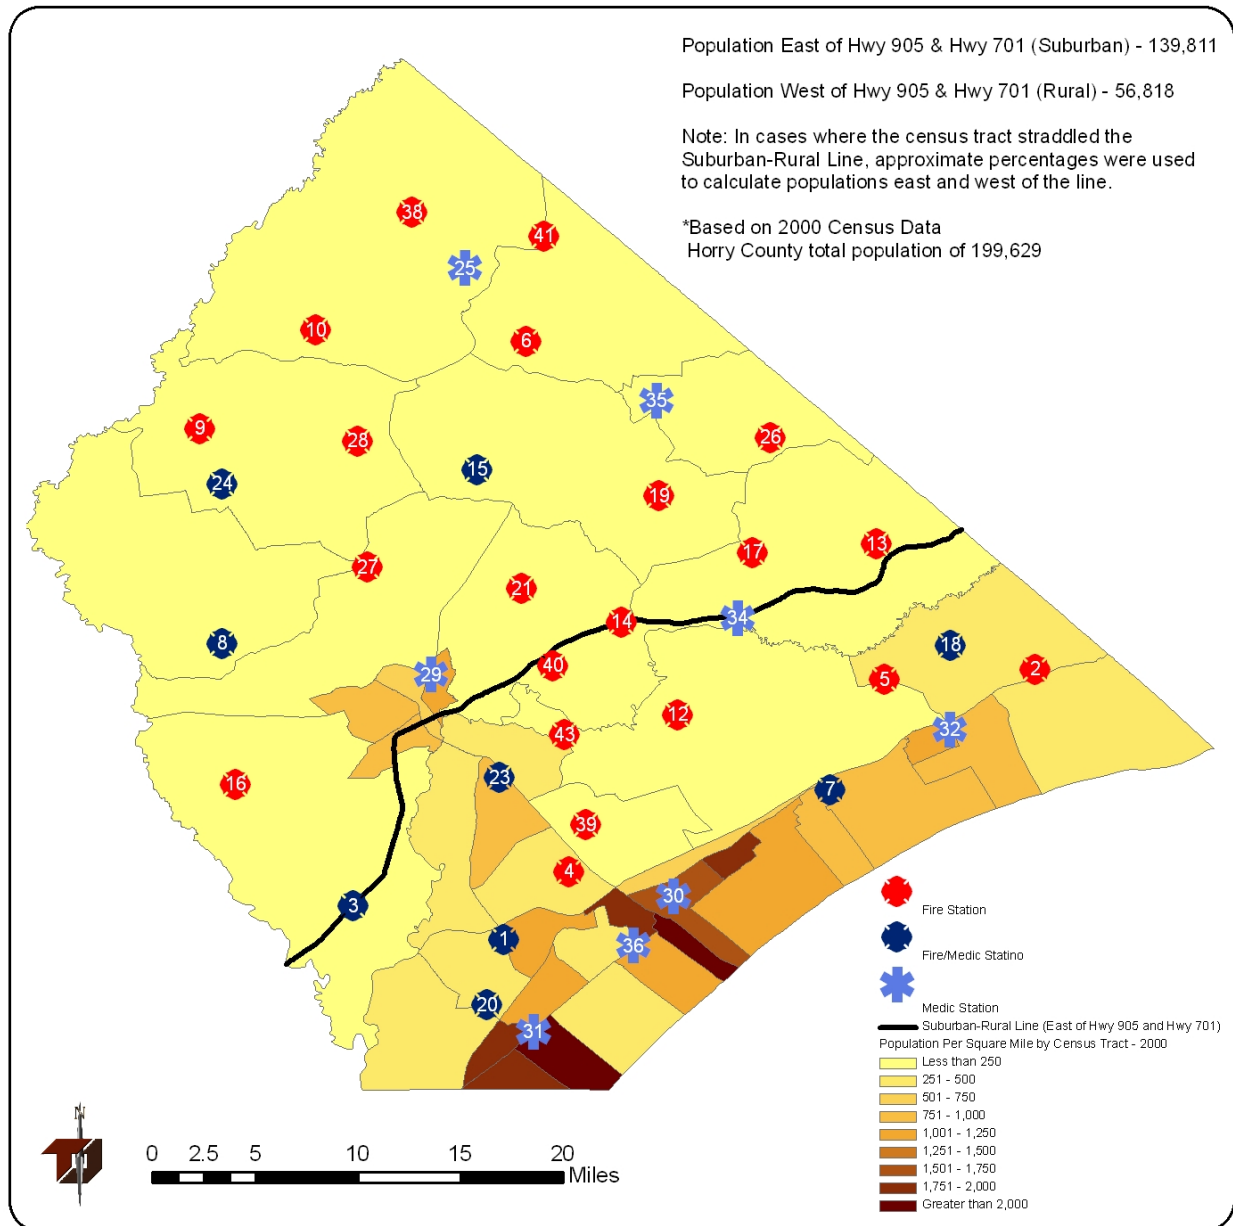 Population East of Hwy 905 & Hwy 701 (Suburban) - 139,811
Population West of Hwy 905 & Hwy 701 (Rural) - 56,818
Note: In cases where the census tract straddled the
Suburban-Rural Line, approximate percentages were used
to calculate populations east and west of the line.
*Based on 2000 Census Data
Horry County total population of 199,629
38
41
25
10
6
35
9
28
26
24
15
19
17
13
27
21
14
34
8
18
40
29
5
2
12
32
43
23
16
7
39
4
30
3
1
36
20
31
Fire Station
Fire/Medic Statino
Medic Station
Suburban-Rural Line (East of Hwy 905 and Hwy 701)
Population Per Square Mile by Census Tract - 2000
Less than 250
251 - 500
501 - 750
751 - 1,000
1,001 - 1,250
1,251 - 1,500
1,501 - 1,750
1,751 - 2,000
Greater than 2,000
N
0 2.5 5 10 15 20
Miles